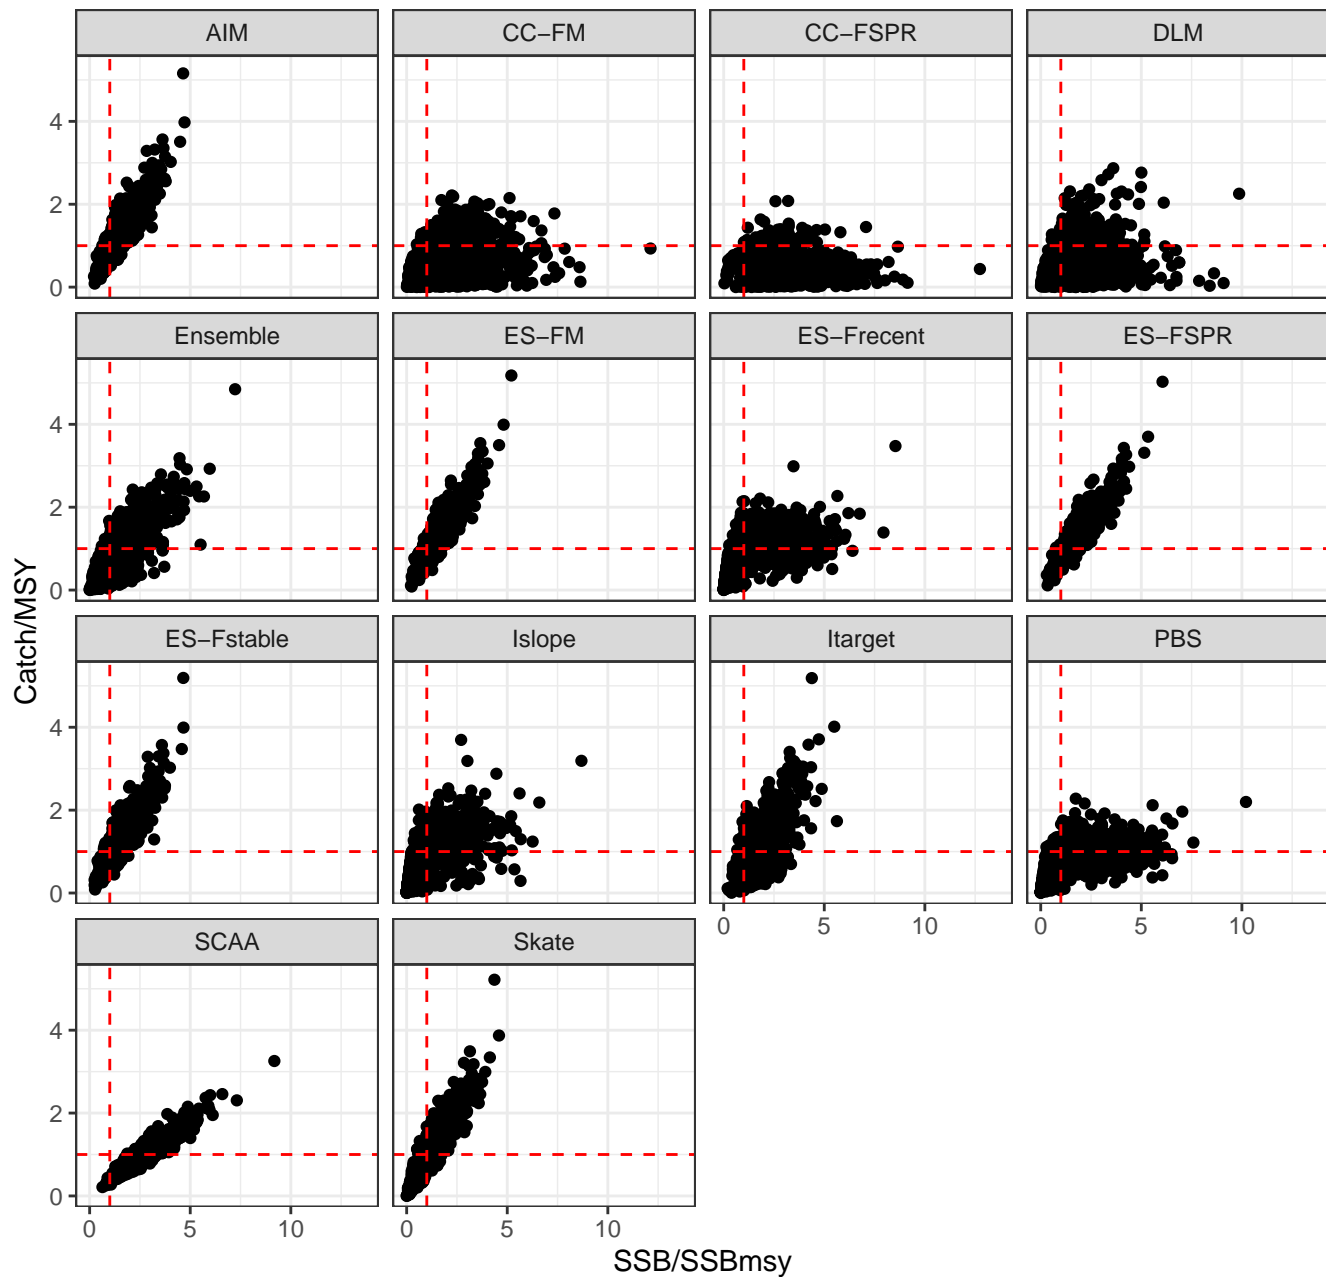 AIM CC−FM CC−FSPR DLM
4
2
0
Ensemble ES−FM ES−Frecent ES−FSPR
4
2
0
Catch/MSY
ES−Fstable Islope Itarget PBS
4
2
0
0 5 10 0 5 10
SCAA Skate
4
2
0
0 5 10 0 5 10
SSB/SSBmsy